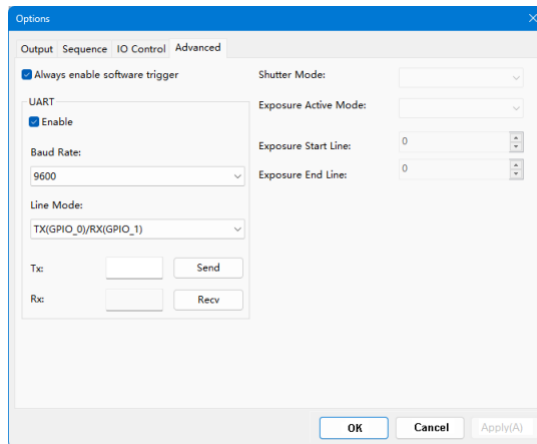 Options
Output Sequence IO Control Advanced
Always enable software trigger
UART
Enable
Baud Rate:
9600
Line Mode:
TX(GPIO_0)/RX(GPIO_1)
Tx: Send
Rx: Recv
Shutter Mode:
Exposure Active Mode:
Exposure Start Line: 0
Exposure End Line: 0
OK Cancel Apply(A)